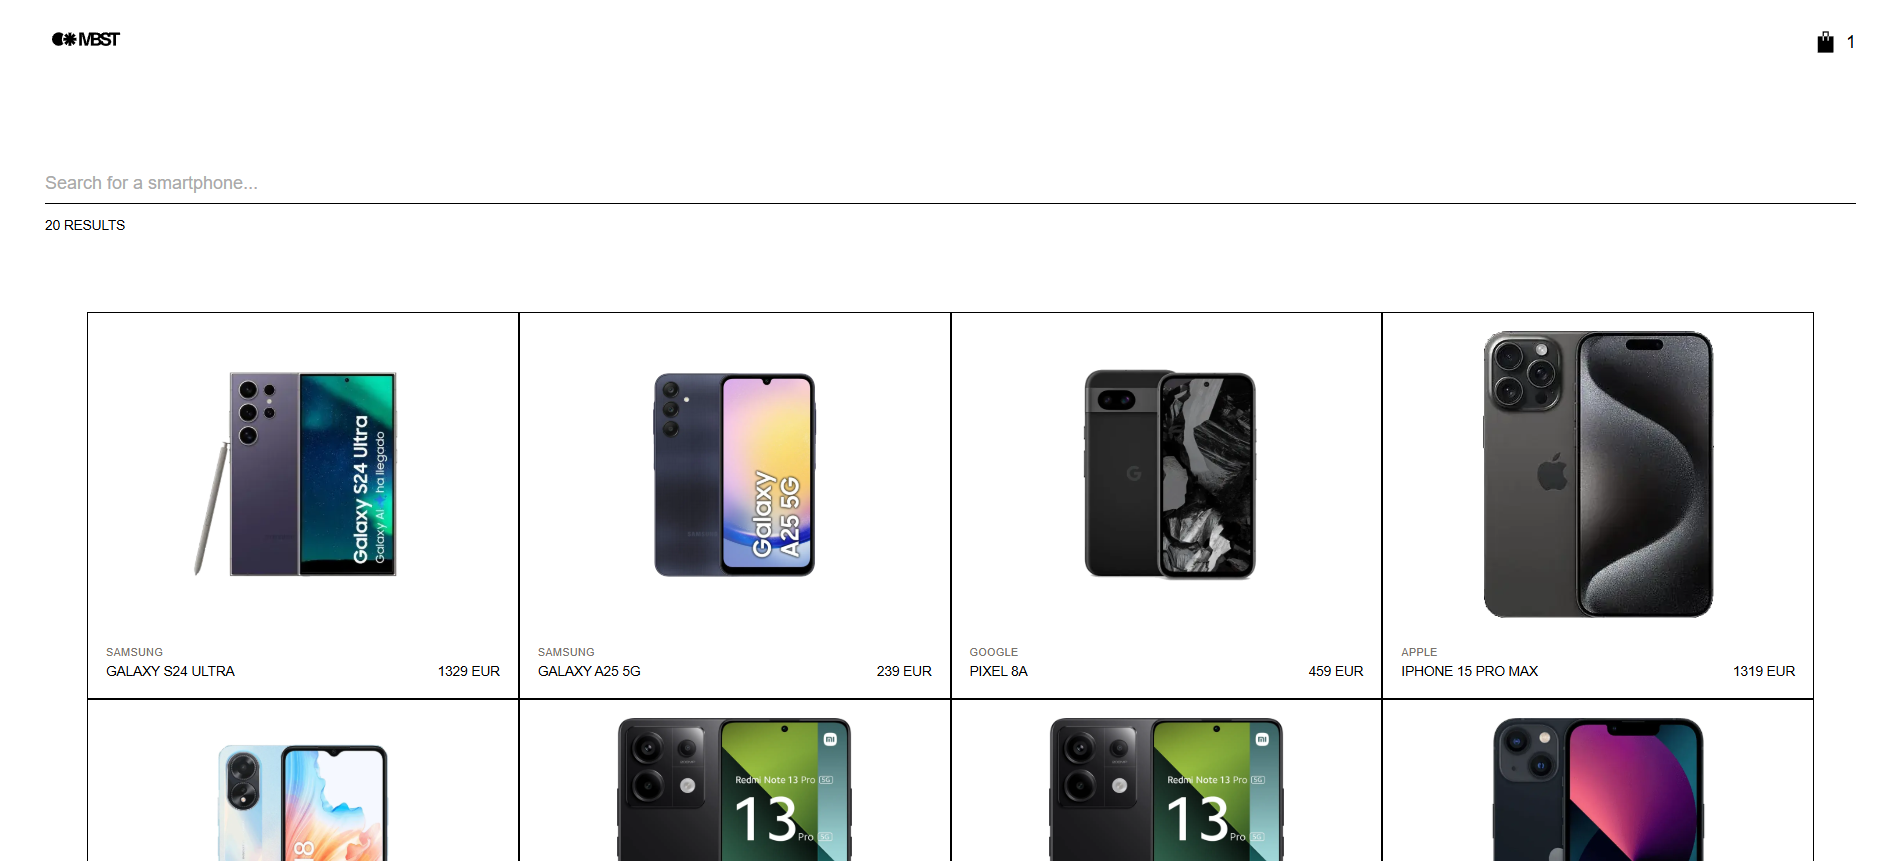 MBST
1
Search for a smartphone...
20 RESULTS
Galaxy S24 Ultra
Galaxy AI ha llegado
Galaxy
A25 5G
SAMSUNG
GALAXY S24 ULTRA
1329 EUR
SAMSUNG
GALAXY A25 5G
239 EUR
GOOGLE
PIXEL 8A
459 EUR
APPLE
IPHONE 15 PRO MAX
1319 EUR
Redmi Note 13 Pro 5G
13 Pro 5G
Redmi Note 13 Pro 5G
13 Pro 5G